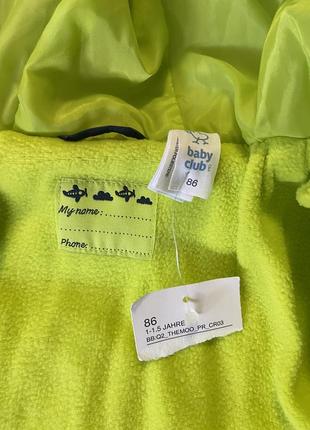 baby
club
86
My name:
Phone:
86
1-1.5 JAHRE
BB:Q2_THEMOD_PR_CR03